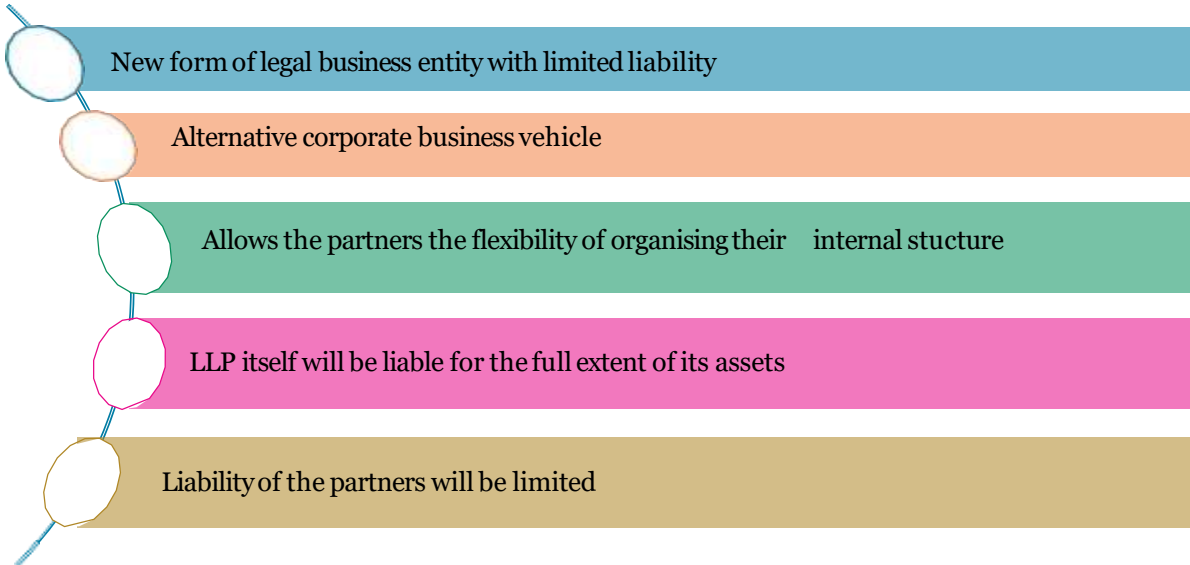 New form of legal business entity with limited liability
Alternative corporate business vehicle
Allows the partners the flexibility of organising their internal stucture
LLP itself will be liable for the full extent of its assets
Liability of the partners will be limited